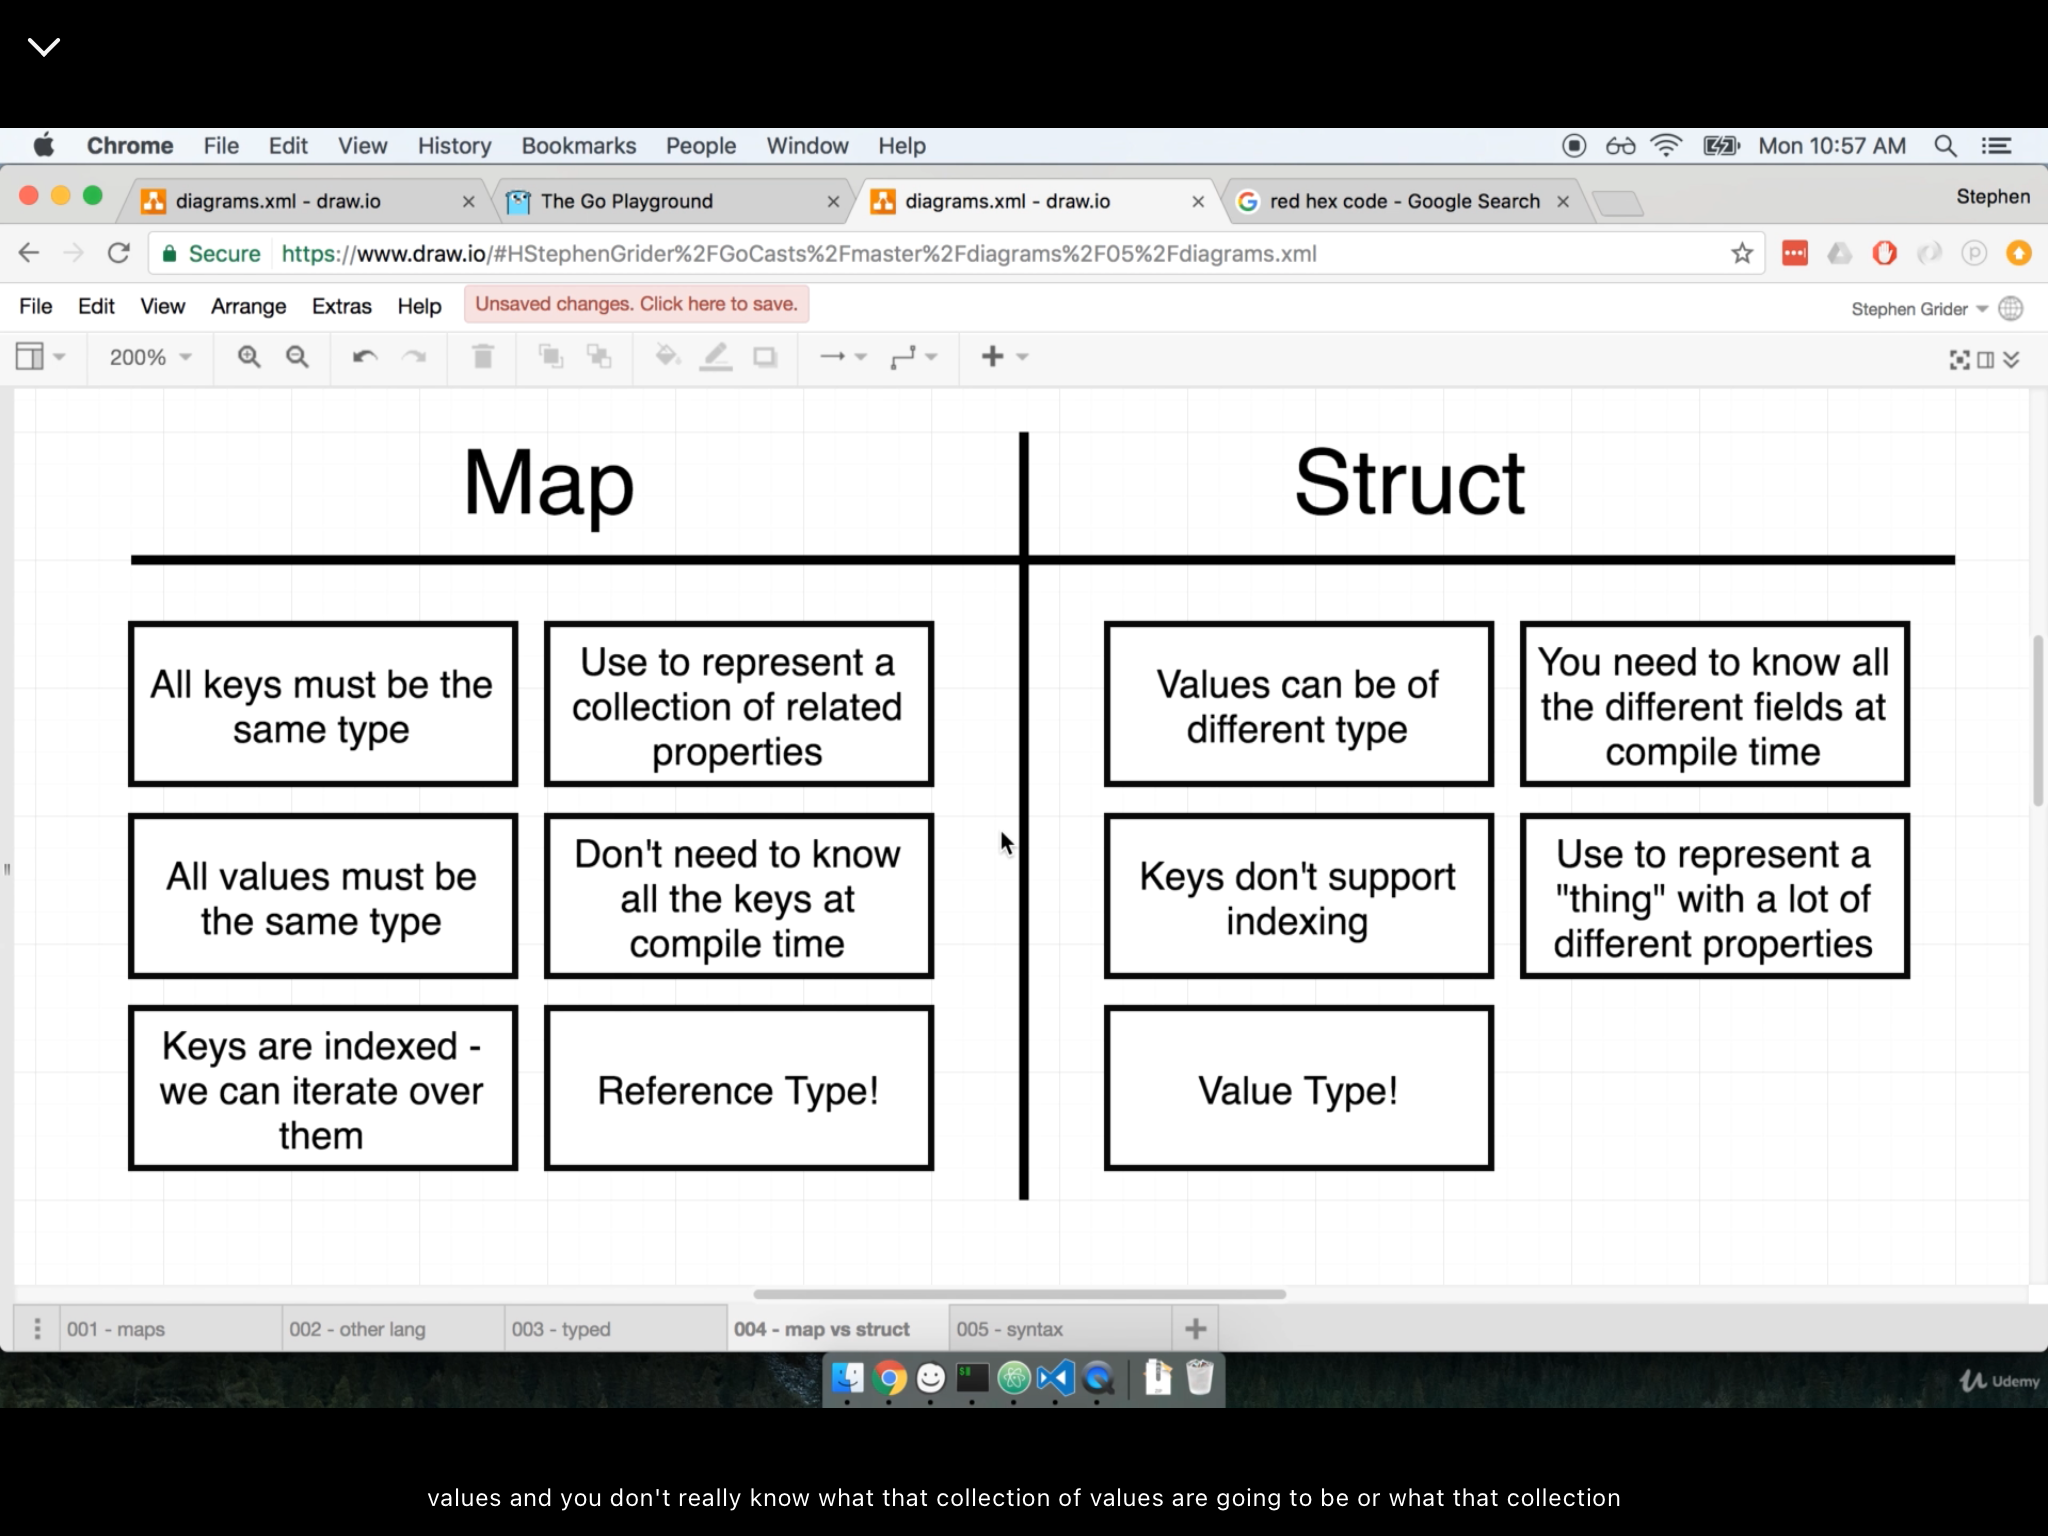 Chrome File Edit View History Bookmarks People Window Help Mon 10:57 AM
diagrams.xml - draw.io The Go Playground diagrams.xml - draw.io red hex code - Google Search Stephen
Secure https://www.draw.io/#HStephenGrider%2FGoCasts%2Fmaster%2Fdiagrams%2F05%2Fdiagrams.xml
File Edit View Arrange Extras Help Unsaved changes. Click here to save. Stephen Grider
200%
Map
Struct
All keys must be the
same type
Use to represent a
collection of related
properties
Values can be of
different type
You need to know all
the different fields at
compile time
All values must be
the same type
Don't need to know
all the keys at
compile time
Keys don't support
indexing
Use to represent a
"thing" with a lot of
different properties
Keys are indexed -
we can iterate over
them
Reference Type!
Value Type!
001 - maps 002 - other lang 003 - typed 004 - map vs struct 005 - syntax
Udemy
values and you don't really know what that collection of values are going to be or what that collection